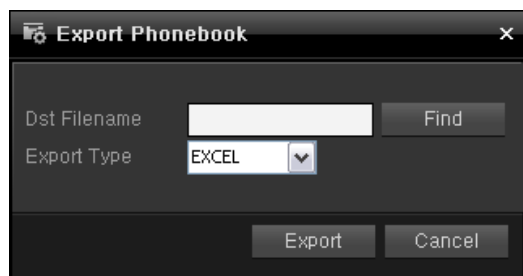 Export Phonebook
Dst Filename Find
Export Type EXCEL
Export Cancel